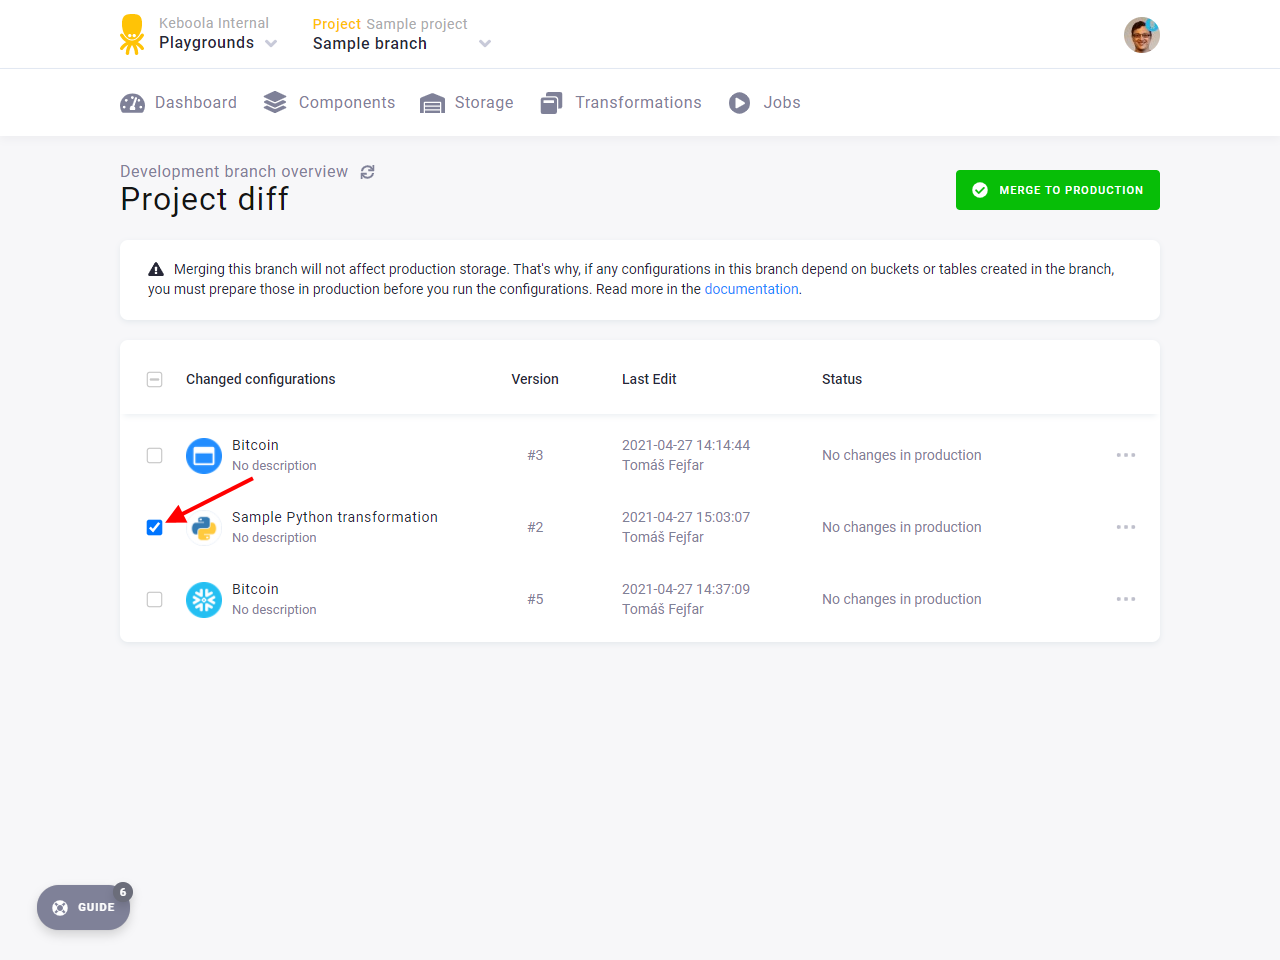 Keboola Internal
Playgrounds
Project Sample project
Sample branch
Dashboard
Components
Storage
Transformations
Jobs
Development branch overview
Project diff
MERGE TO PRODUCTION
Merging this branch will not affect production storage. That's why, if any configurations in this branch depend on buckets or tables created in the branch,
you must prepare those in production before you run the configurations. Read more in the documentation.
Changed configurations Version Last Edit Status
Bitcoin
No description
#3
2021-04-27 14:14:44
Tomáš Fejfar
No changes in production
Sample Python transformation
No description
#2
2021-04-27 15:03:07
Tomáš Fejfar
No changes in production
Bitcoin
No description
#5
2021-04-27 14:37:09
Tomáš Fejfar
No changes in production
6
GUIDE